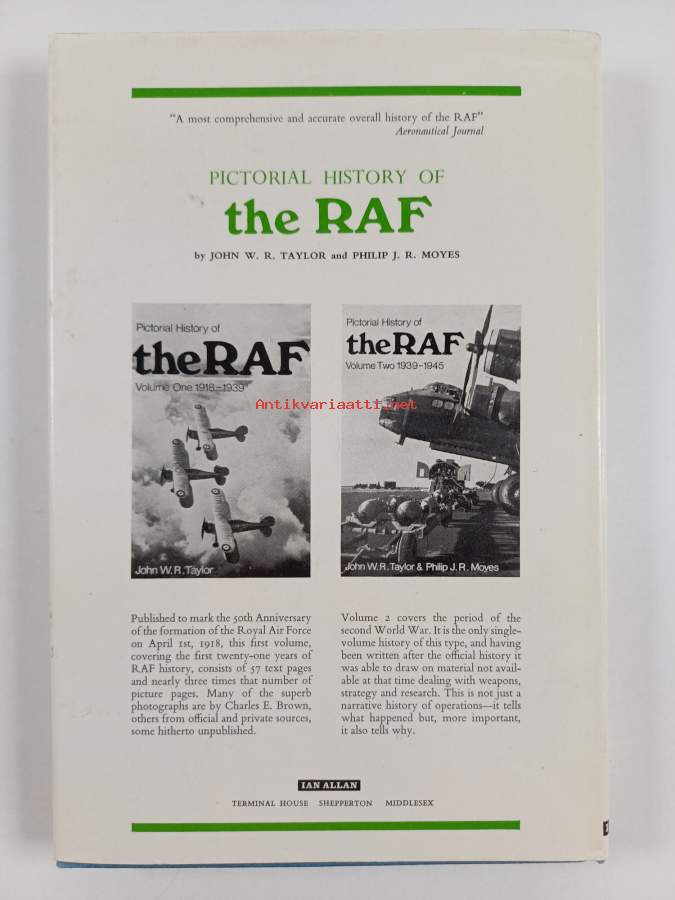 "A most comprehensive and accurate overall history of the RAF"
Aeronautical Journal
PICTORIAL HISTORY OF
the RAF
by JOHN W. R. TAYLOR and PHILIP J. R. MOYES
Pictorial History of
the RAF
Volume One 1918-1939
John W. R. Taylor
Pictorial History of
the RAF
Volume Two 1939-1945
John W. R. Taylor & Philip J. R. Moyes
Antikvariaatti.net
Published to mark the 50th Anniversary
of the formation of the Royal Air Force
on April 1st, 1918, this first volume,
covering the first twenty-one years of
RAF history, consists of 57 text pages
and nearly three times that number of
picture pages. Many of the superb
photographs are by Charles E. Brown,
others from official and private sources,
some hitherto unpublished.
Volume 2 covers the period of the
second World War. It is the only single-
volume history of this type, and having
been written after the official history it
was able to draw on material not avail-
able at that time dealing with weapons,
strategy and research. This is not just a
narrative history of operations—it tells
what happened but, more important,
it also tells why.
IAN ALLAN
TERMINAL HOUSE SHEPPERTON MIDDLESEX